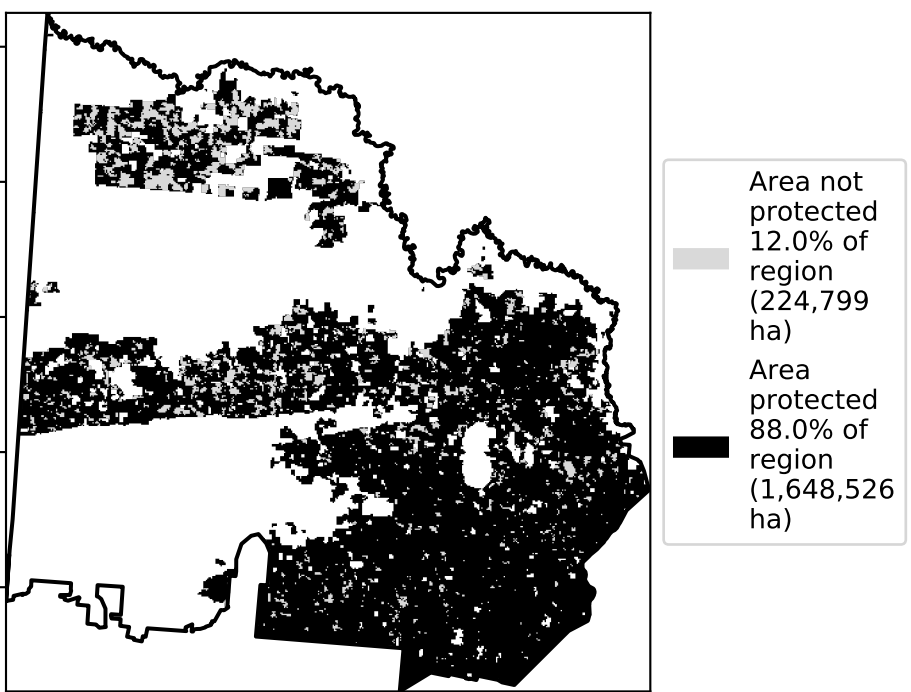 Area not
protected
12.0% of
region
(224,799
ha)
Area
protected
88.0% of
region
(1,648,526
ha)